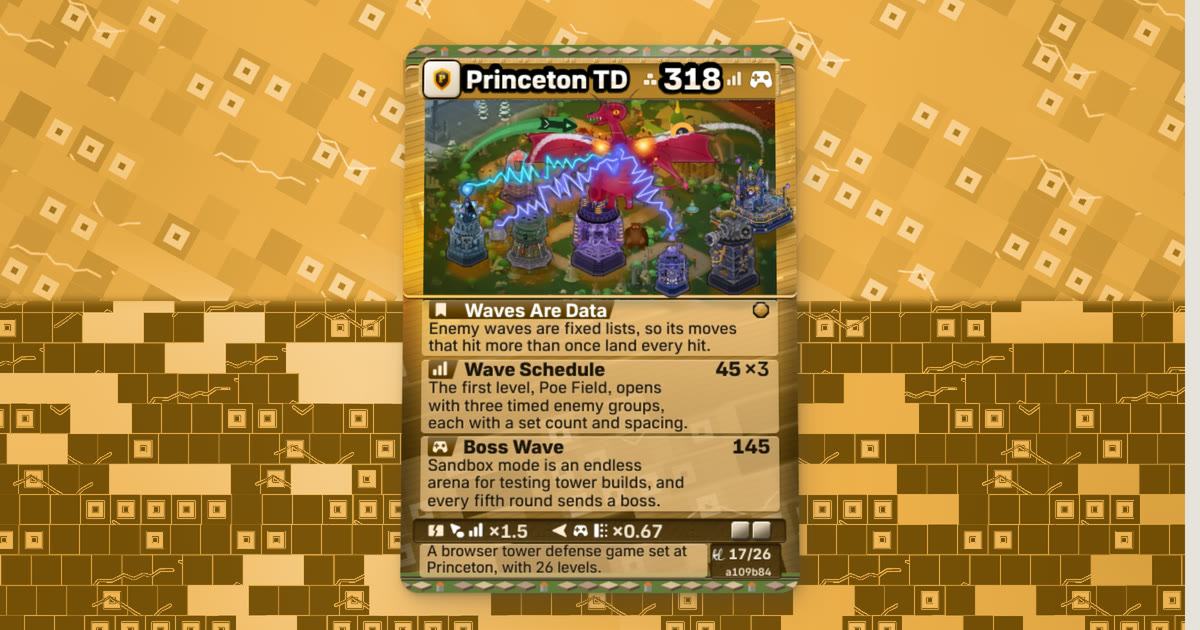 P
Princeton TD
318
Waves Are Data
Enemy waves are fixed lists, so its moves
that hit more than once land every hit.
Wave Schedule
45 ×3
The first level, Poe Field, opens
with three timed enemy groups,
each with a set count and spacing.
Boss Wave
145
Sandbox mode is an endless
arena for testing tower builds, and
every fifth round sends a boss.
×1.5
×0.67
A browser tower defense game set at
Princeton, with 26 levels.
17/26
a109b84